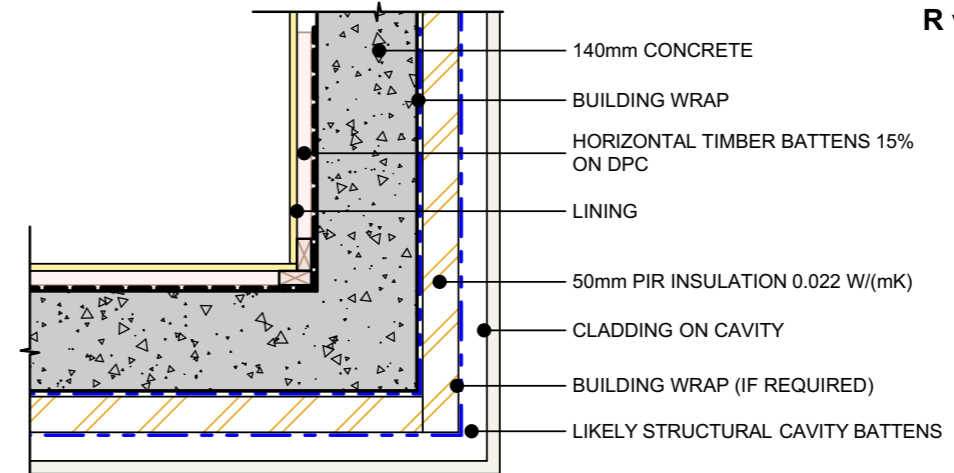 R
140mm CONCRETE
BUILDING WRAP
HORIZONTAL TIMBER BATTENS 15%
ON DPC
LINING
50mm PIR INSULATION 0.022 W/(mK)
CLADDING ON CAVITY
BUILDING WRAP (IF REQUIRED)
LIKELY STRUCTURAL CAVITY BATTENS